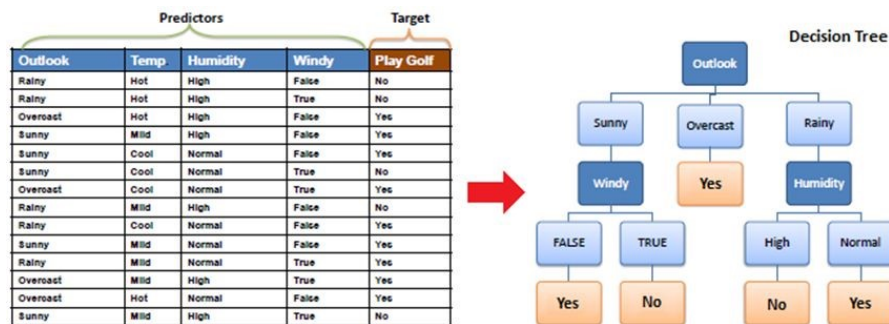 Predictors Target
Outlook Temp Humidity Windy Play Golf
Rainy Hot High False No
Rainy Hot High True No
Overcast Hot High False Yes
Sunny Mild High False Yes
Sunny Cool Normal False Yes
Sunny Cool Normal True No
Overcast Cool Normal True Yes
Rainy Mild High False No
Rainy Cool Normal False Yes
Sunny Mild Normal False Yes
Rainy Mild Normal True Yes
Overcast Mild High True Yes
Overcast Hot Normal False Yes
Sunny Mild High True No
Decision Tree
Outlook
Sunny Overcast Rainy
Windy Yes Humidity
FALSE TRUE High Normal
Yes No No Yes